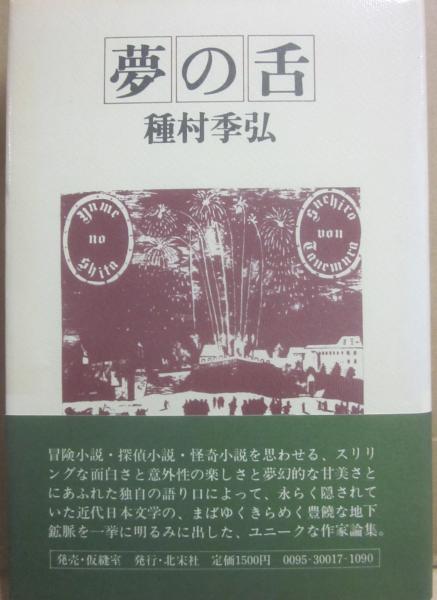 夢の舌
種村季弘
Yume
no
Shita
Suehiro
von
Tanemura
冒険小説・探偵小説・怪奇小説を思わせる、スリリ
ングな面白さと意外性の楽しさと夢幻的な甘美さと
にあふれた独自の語り口によって、永らく隠されて
いた近代日本文学の、まばゆくきらめく豊饒な地下
鉱脈を一挙に明るみに出した、ユニークな作家論集。
発売・仮縫室 発行・北宋社 定価1500円 0095-30017-1090